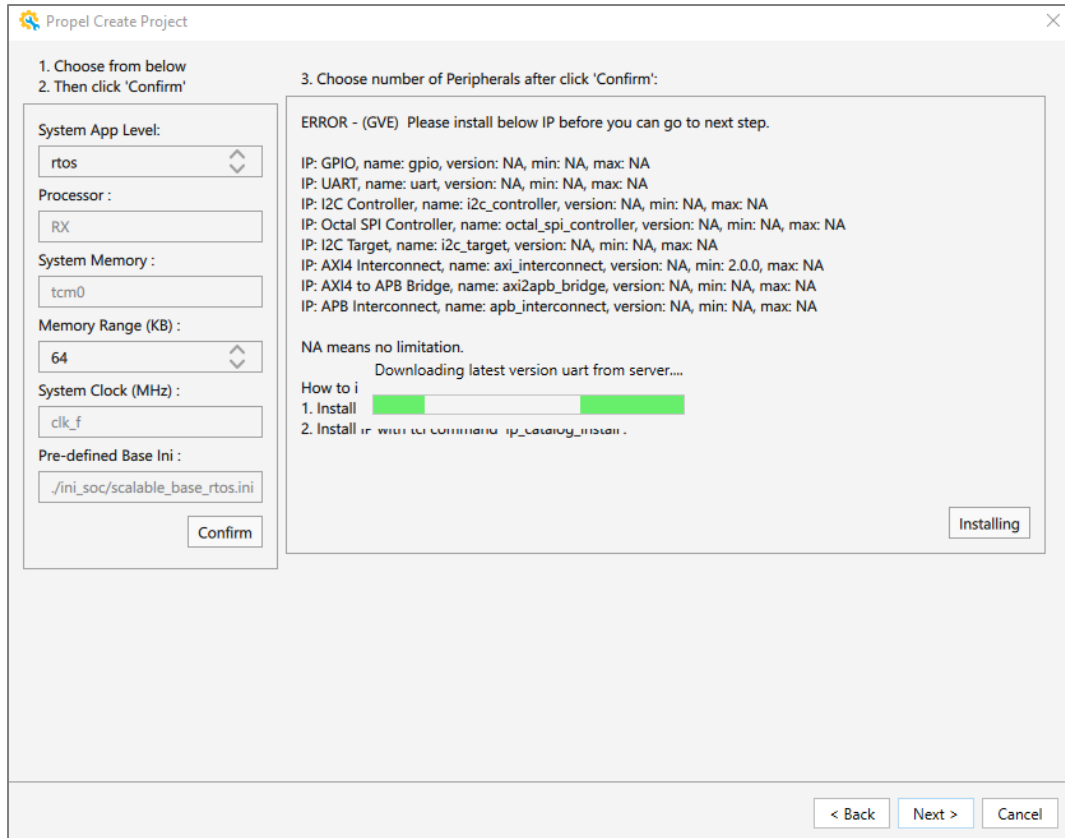 Propel Create Project
1. Choose from below
2. Then click 'Confirm'
System App Level:
rtos
Processor :
RX
System Memory :
tcm0
Memory Range (KB) :
64
System Clock (MHz) :
clk_f
Pre-defined Base Ini :
./ini_soc/scalable_base_rtos.ini
Confirm
3. Choose number of Peripherals after click 'Confirm':
ERROR - (GVE) Please install below IP before you can go to next step.
IP: GPIO, name: gpio, version: NA, min: NA, max: NA
IP: UART, name: uart, version: NA, min: NA, max: NA
IP: I2C Controller, name: i2c_controller, version: NA, min: NA, max: NA
IP: Octal SPI Controller, name: octal_spi_controller, version: NA, min: NA, max: NA
IP: I2C Target, name: i2c_target, version: NA, min: NA, max: NA
IP: AXI4 Interconnect, name: axi_interconnect, version: NA, min: 2.0.0, max: NA
IP: AXI4 to APB Bridge, name: axi2apb_bridge, version: NA, min: NA, max: NA
IP: APB Interconnect, name: apb_interconnect, version: NA, min: NA, max: NA
NA means no limitation.
Downloading latest version uart from server....
How to i
1. Install
2. Install IP with tcl command 'ip_catalog_install'.
Installing
< Back
Next >
Cancel